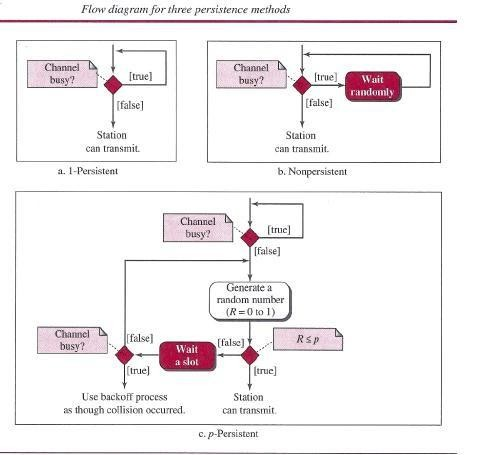 Flow diagram for three persistence methods
Channel
busy?
[true]
[false]
Station
can transmit.
a. 1-Persistent
Channel
busy?
[true]
Wait
randomly
[false]
Station
can transmit.
b. Nonpersistent
Channel
busy?
[true]
[false]
Generate a
random number
(R = 0 to 1)
Channel
busy?
[false]
Wait
a slot
[false]
R ≤ p
[true]
[true]
Use backoff process
as though collision occurred.
Station
can transmit.
c. p-Persistent